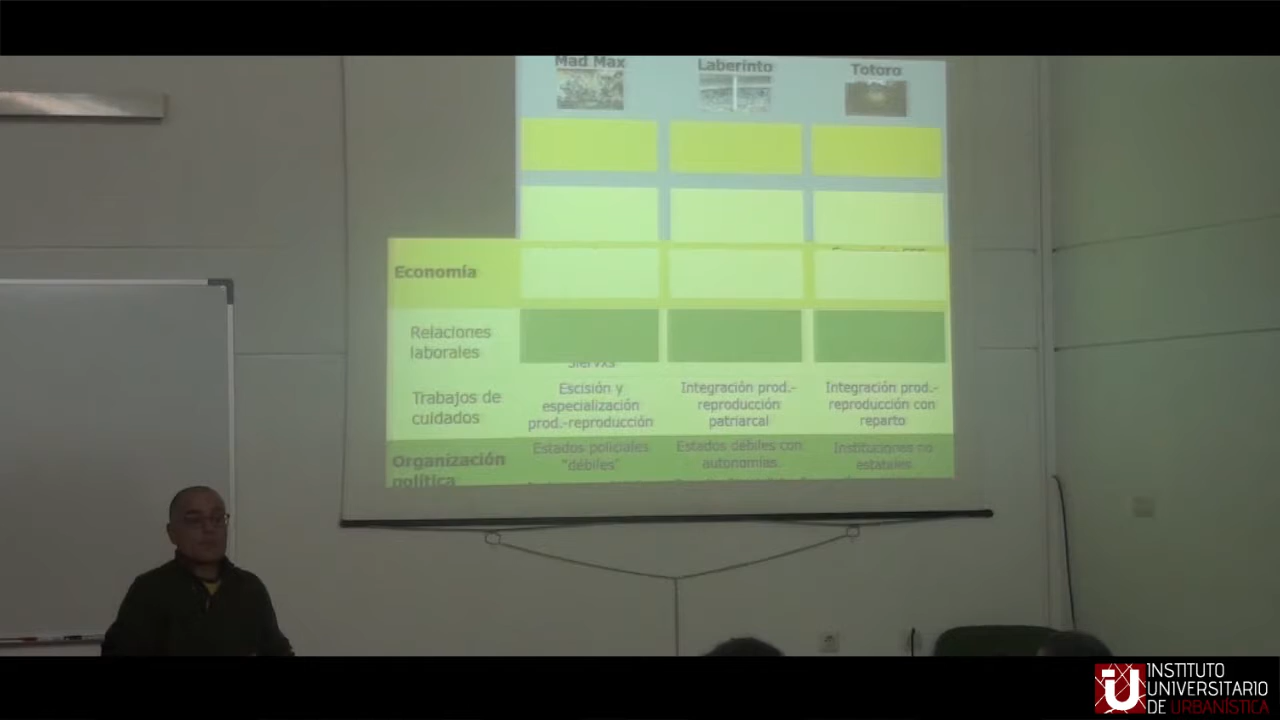 Mad Max
Laberinto
Totoro
Economía
Relaciones
laborales
Siervxs
Trabajos de
cuidados
Escisión y
especialización
prod.-reproducción
Integración prod.-
reproducción
patriarcal
Integración prod.-
reproducción con
reparto
Organización
política
Estados policiales
"débiles"
Estados débiles con
autonomías.
Instituciones no
estatales.
INSTITUTO
UNIVERSITARIO
DE URBANÍSTICA